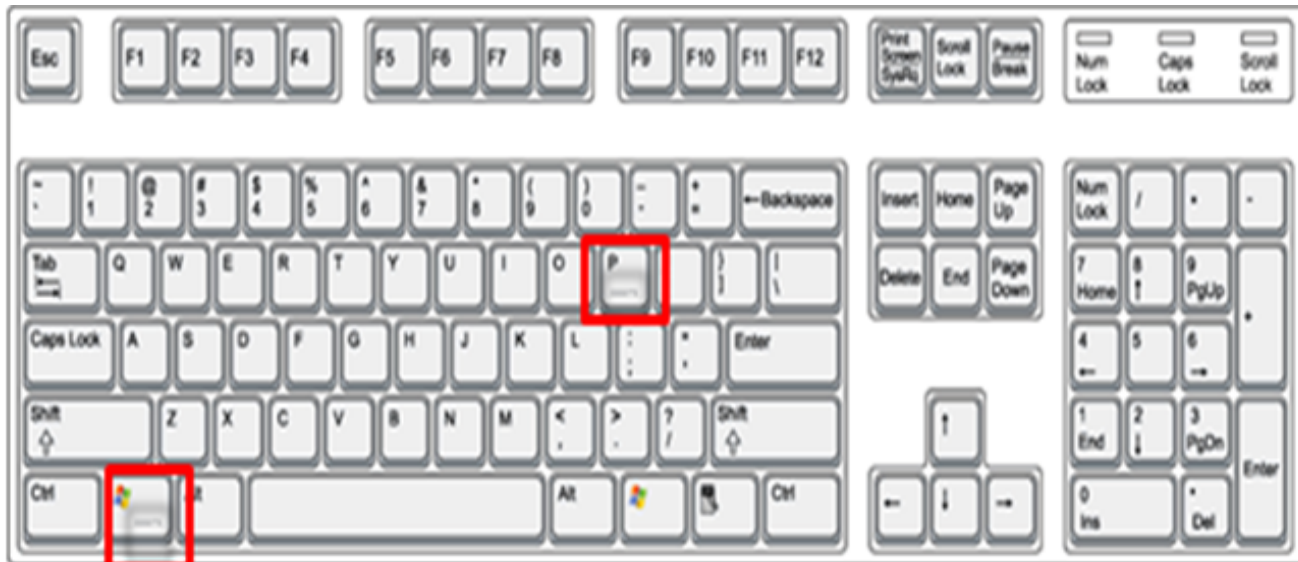 Esc F1 F2 F3 F4 F5 F6 F7 F8 F9 F10 F11 F12 Print Scroll Pause Num Caps Scroll
Screen Lock Break Lock Lock Lock
SysRq
~ ! @ # $ % ^ & * ( ) - + ←Backspace Insert Home Page Num / . -
` 1 2 3 4 5 6 7 8 9 0 - = Up Lock
Tab Q W E R T Y U I O P } | Delete End Page 7 8 9 +
] \ Down Home ↑ PgUp
Caps Lock A S D F G H J K L : " Enter 4 5 6
; , ← →
Shift Z X C V B N M < > ? Shift ↑ 1 2 3 Enter
, . / End ↓ PgDn
Ctrl Alt Alt Ctrl ← ↓ → 0 .
Ins Del